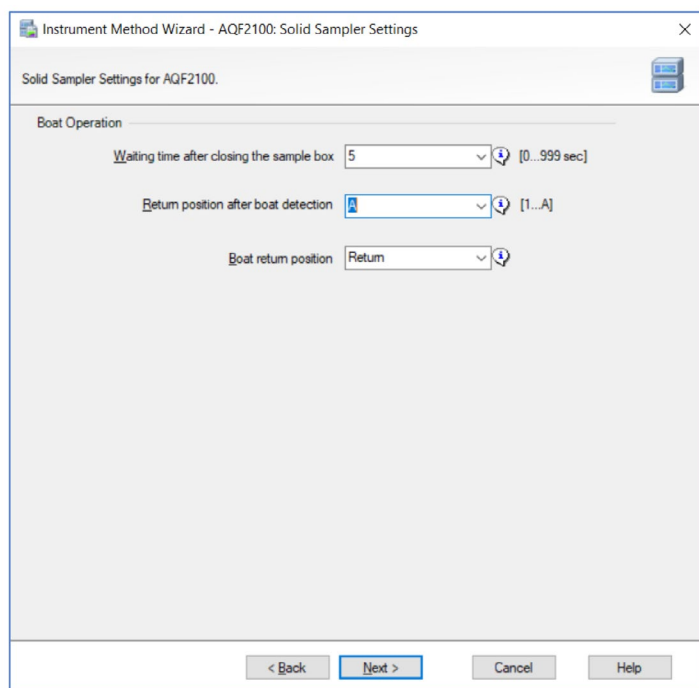 Instrument Method Wizard - AQF2100: Solid Sampler Settings
Solid Sampler Settings for AQF2100.
Boat Operation
Waiting time after closing the sample box 5 [0...999 sec]
Return position after boat detection A [1...A]
Boat return position Return
< Back Next > Cancel Help